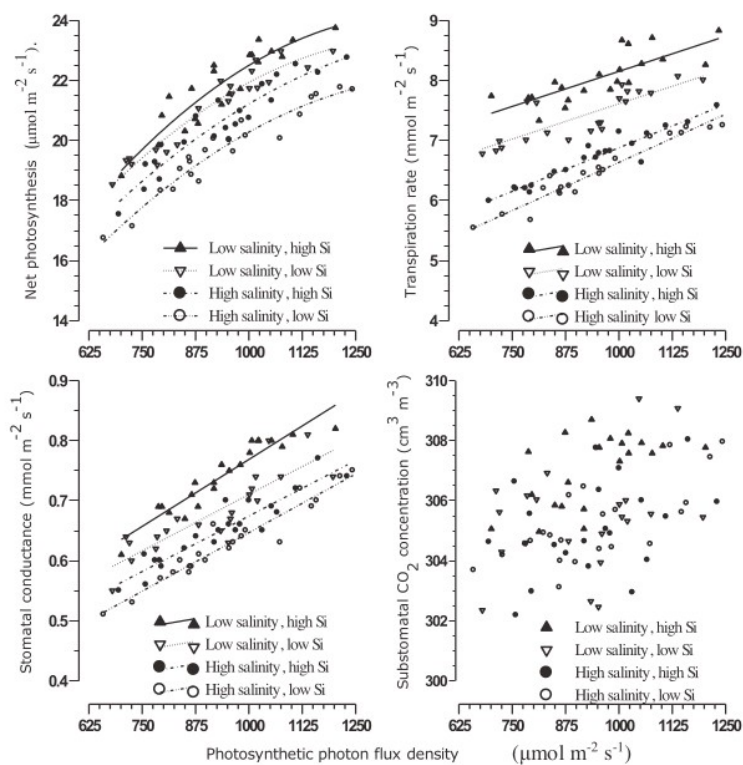 Net photosynthesis (μmol m⁻² s⁻¹).
24
22
20
18
16
14
625 750 875 1000 1125 1250
Low salinity, high Si
Low salinity, low Si
High salinity, high Si
High salinity, low Si
Transpiration rate (mmol m⁻² s⁻¹)
9
8
7
6
5
4
625 750 875 1000 1125 1250
Low salinity, high Si
Low salinity, low Si
High salinity, high Si
High salinity, low Si
Stomatal conductance (mmol m⁻² s⁻¹)
0.9
0.8
0.7
0.6
0.5
0.4
625 750 875 1000 1125 1250
Low salinity, high Si
Low salinity, low Si
High salinity, high Si
High salinity, low Si
Substomatal CO₂ concentration (cm³ m⁻³)
310
308
306
304
302
300
625 750 875 1000 1125 1250
Low salinity, high Si
Low salinity, low Si
High salinity, high Si
High salinity, low Si
Photosynthetic photon flux density (μmol m⁻² s⁻¹)